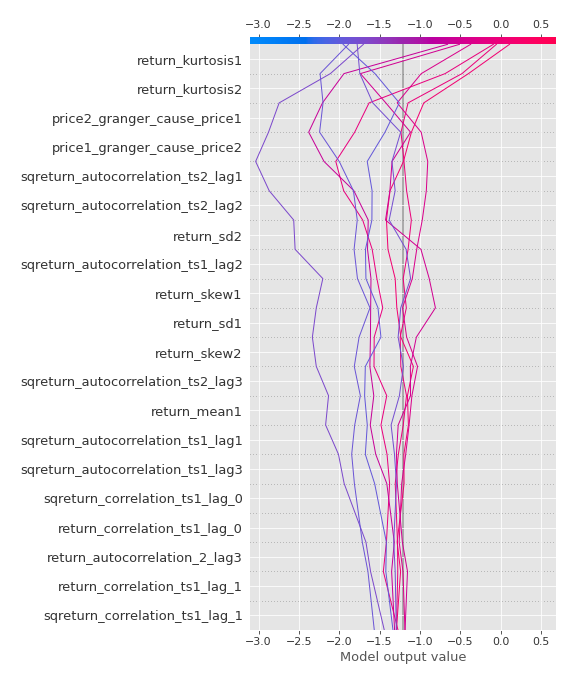 −3.0 −2.5 −2.0 −1.5 −1.0 −0.5 0.0 0.5
return_kurtosis1
return_kurtosis2
price2_granger_cause_price1
price1_granger_cause_price2
sqreturn_autocorrelation_ts2_lag1
sqreturn_autocorrelation_ts2_lag2
return_sd2
sqreturn_autocorrelation_ts1_lag2
return_skew1
return_sd1
return_skew2
sqreturn_autocorrelation_ts2_lag3
return_mean1
sqreturn_autocorrelation_ts1_lag1
sqreturn_autocorrelation_ts1_lag3
sqreturn_correlation_ts1_lag_0
return_correlation_ts1_lag_0
return_autocorrelation_2_lag3
return_correlation_ts1_lag_1
sqreturn_correlation_ts1_lag_1
−3.0 −2.5 −2.0 −1.5 −1.0 −0.5 0.0 0.5
Model output value